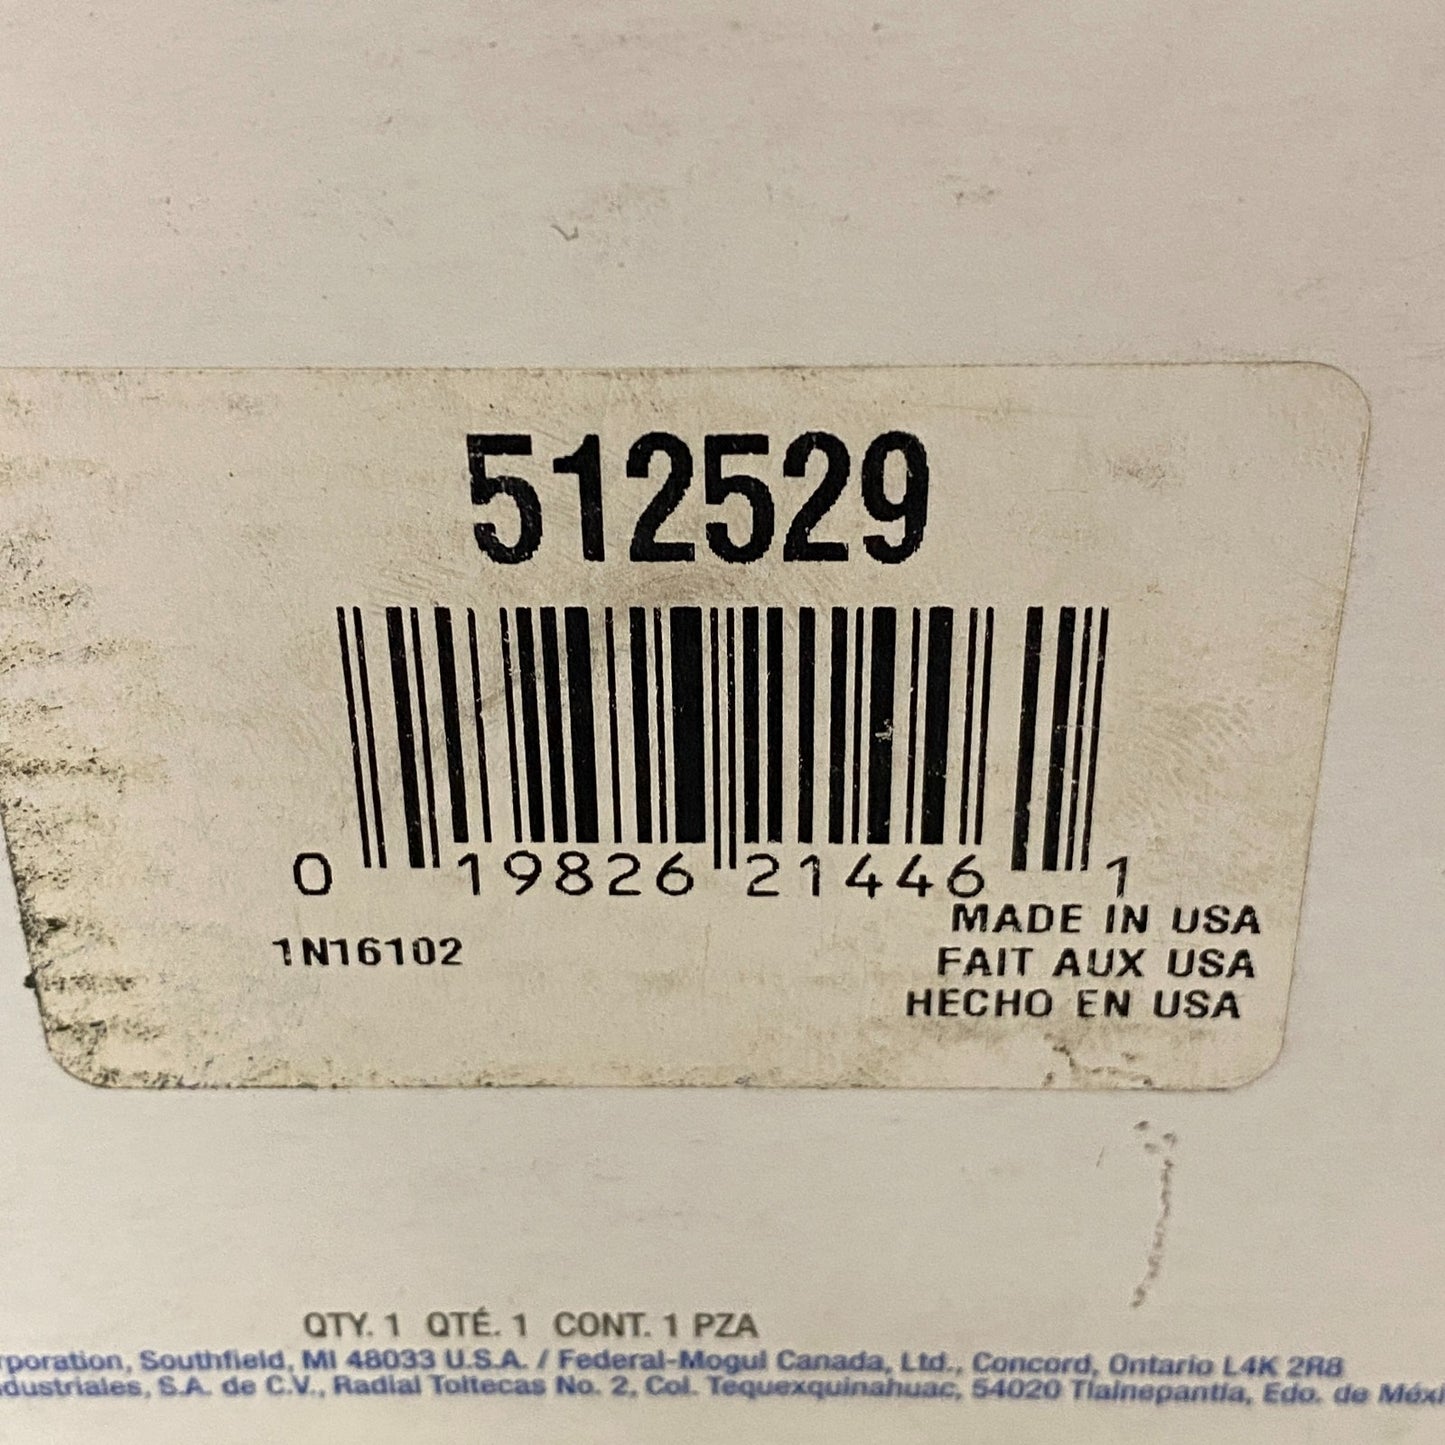 512529
0 19826 21446 1
1N16102
MADE IN USA
FAIT AUX USA
HECHO EN USA
QTY. 1 QTÉ. 1 CONT. 1 PZA
rporation, Southfield, MI 48033 U.S.A. / Federal-Mogul Canada, Ltd., Concord, Ontario L4K 2R8
dustriales, S.A. de C.V., Radial Toltecas No. 2, Col. Tequexquinahuac, 54020 Tlalnepantla, Edo. de Méxi